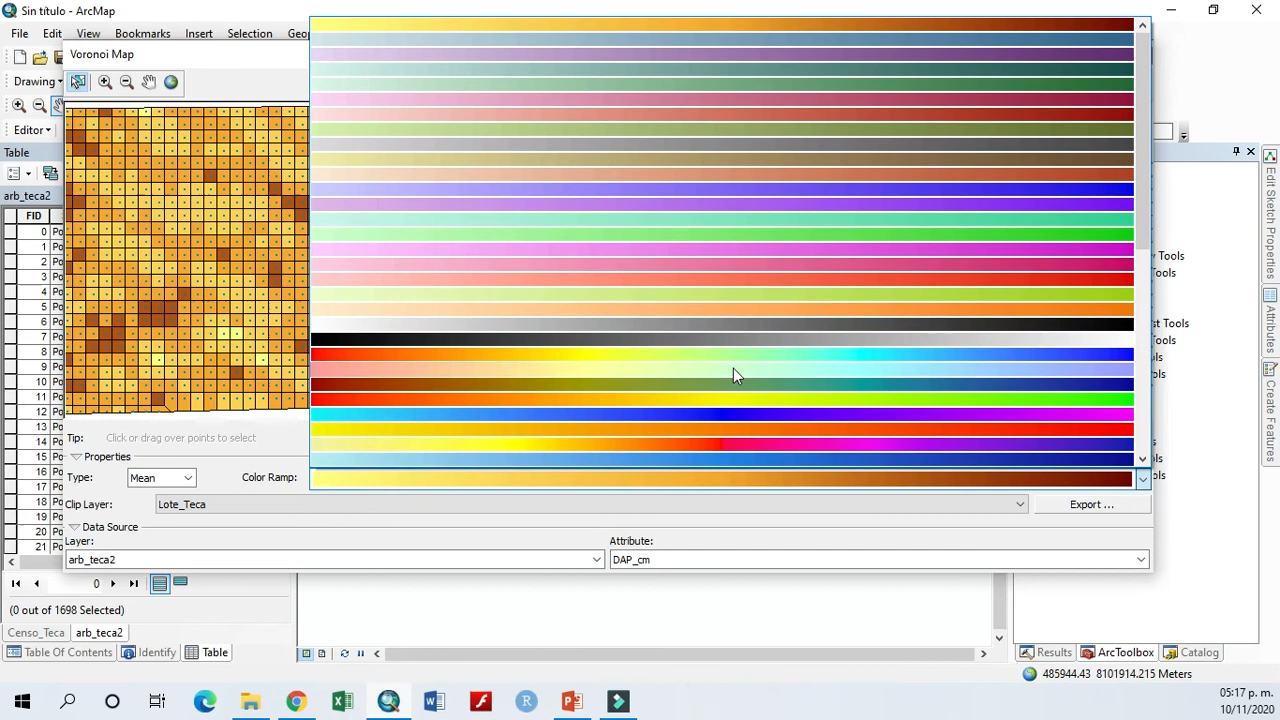 Sin título - ArcMap
File Edit View Bookmarks Insert Selection
Voronoi Map
Drawing
Editor
Table
arb_teca2
FID
0
1
2
3
4
5
6
7
8
9
10
11
12
13
14
15
16
17
18
19
20
21
Tip: Click or drag over points to select
Properties
Type: Mean Color Ramp:
Clip Layer: Lote_Teca Export ...
Data Source
Layer: Attribute:
arb_teca2 DAP_cm
0
(0 out of 1698 Selected)
Censo_Teca arb_teca2
Table Of Contents Identify Table
Results ArcToolbox Catalog
485944.43 8101914.215 Meters
Edit Sketch Properties
Attributes
Create Features
05:17 p. m.
10/11/2020